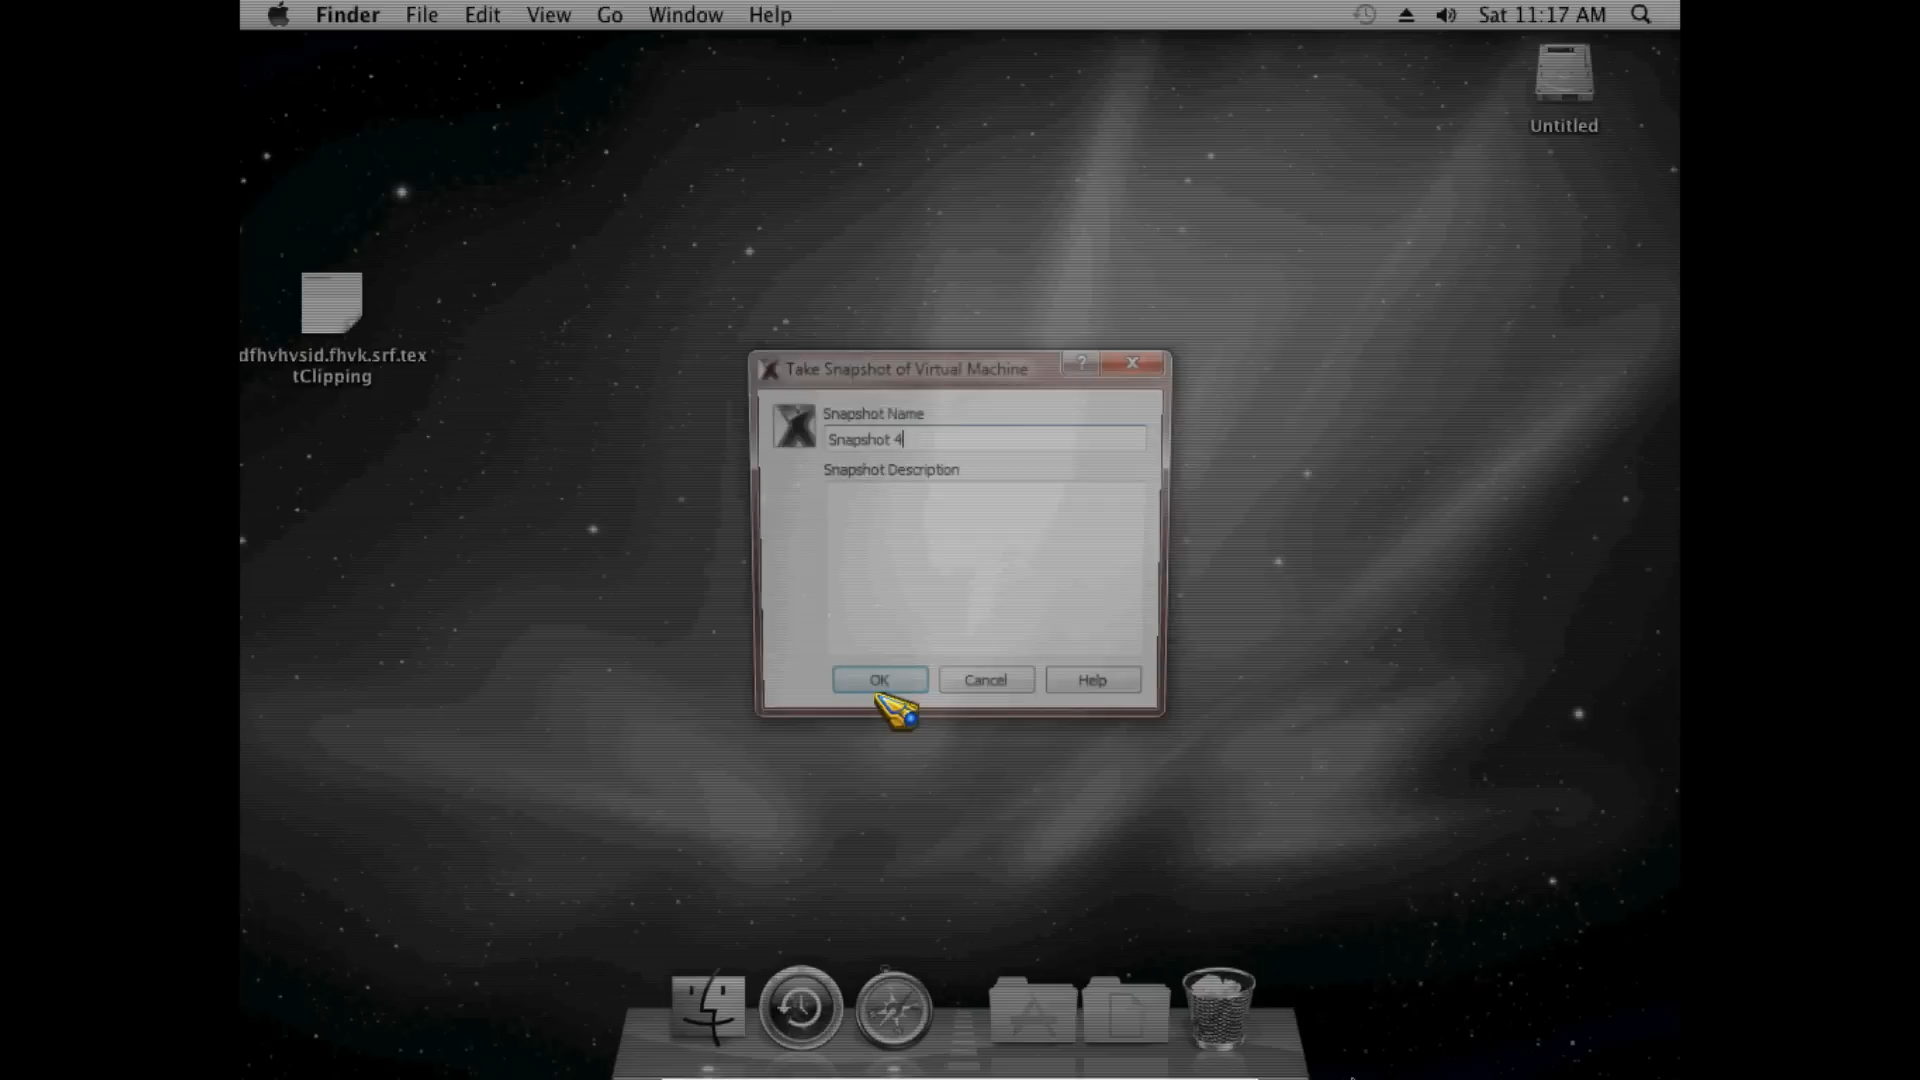 Finder File Edit View Go Window Help Sat 11:17 AM
Untitled
dfhvhvsid.fhvk.srf.tex
tClipping
Take Snapshot of Virtual Machine
Snapshot Name
Snapshot 4
Snapshot Description
OK Cancel Help